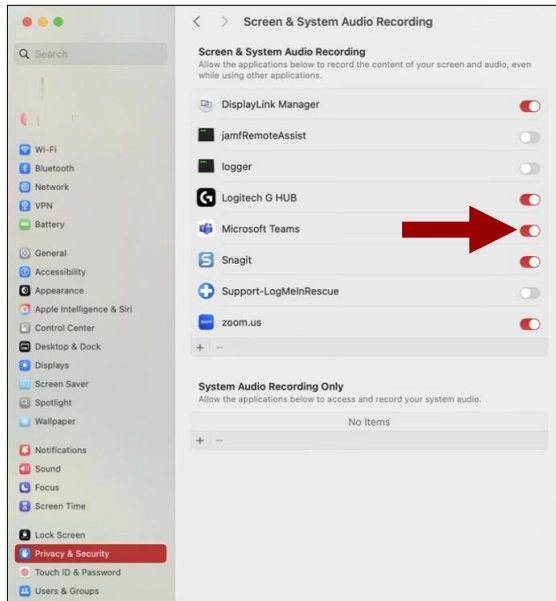 Screen & System Audio Recording
Search
Wi-Fi
Bluetooth
Network
VPN
Battery
General
Accessibility
Appearance
Apple Intelligence & Siri
Control Center
Desktop & Dock
Displays
Screen Saver
Spotlight
Wallpaper
Notifications
Sound
Focus
Screen Time
Lock Screen
Privacy & Security
Touch ID & Password
Users & Groups
Screen & System Audio Recording
Allow the applications below to record the content of your screen and audio, even
while using other applications.
DisplayLink Manager
jamfRemoteAssist
logger
Logitech G HUB
Microsoft Teams
Snagit
Support-LogMeInRescue
zoom.us
+ −
System Audio Recording Only
Allow the applications below to access and record your system audio.
No Items
+ −